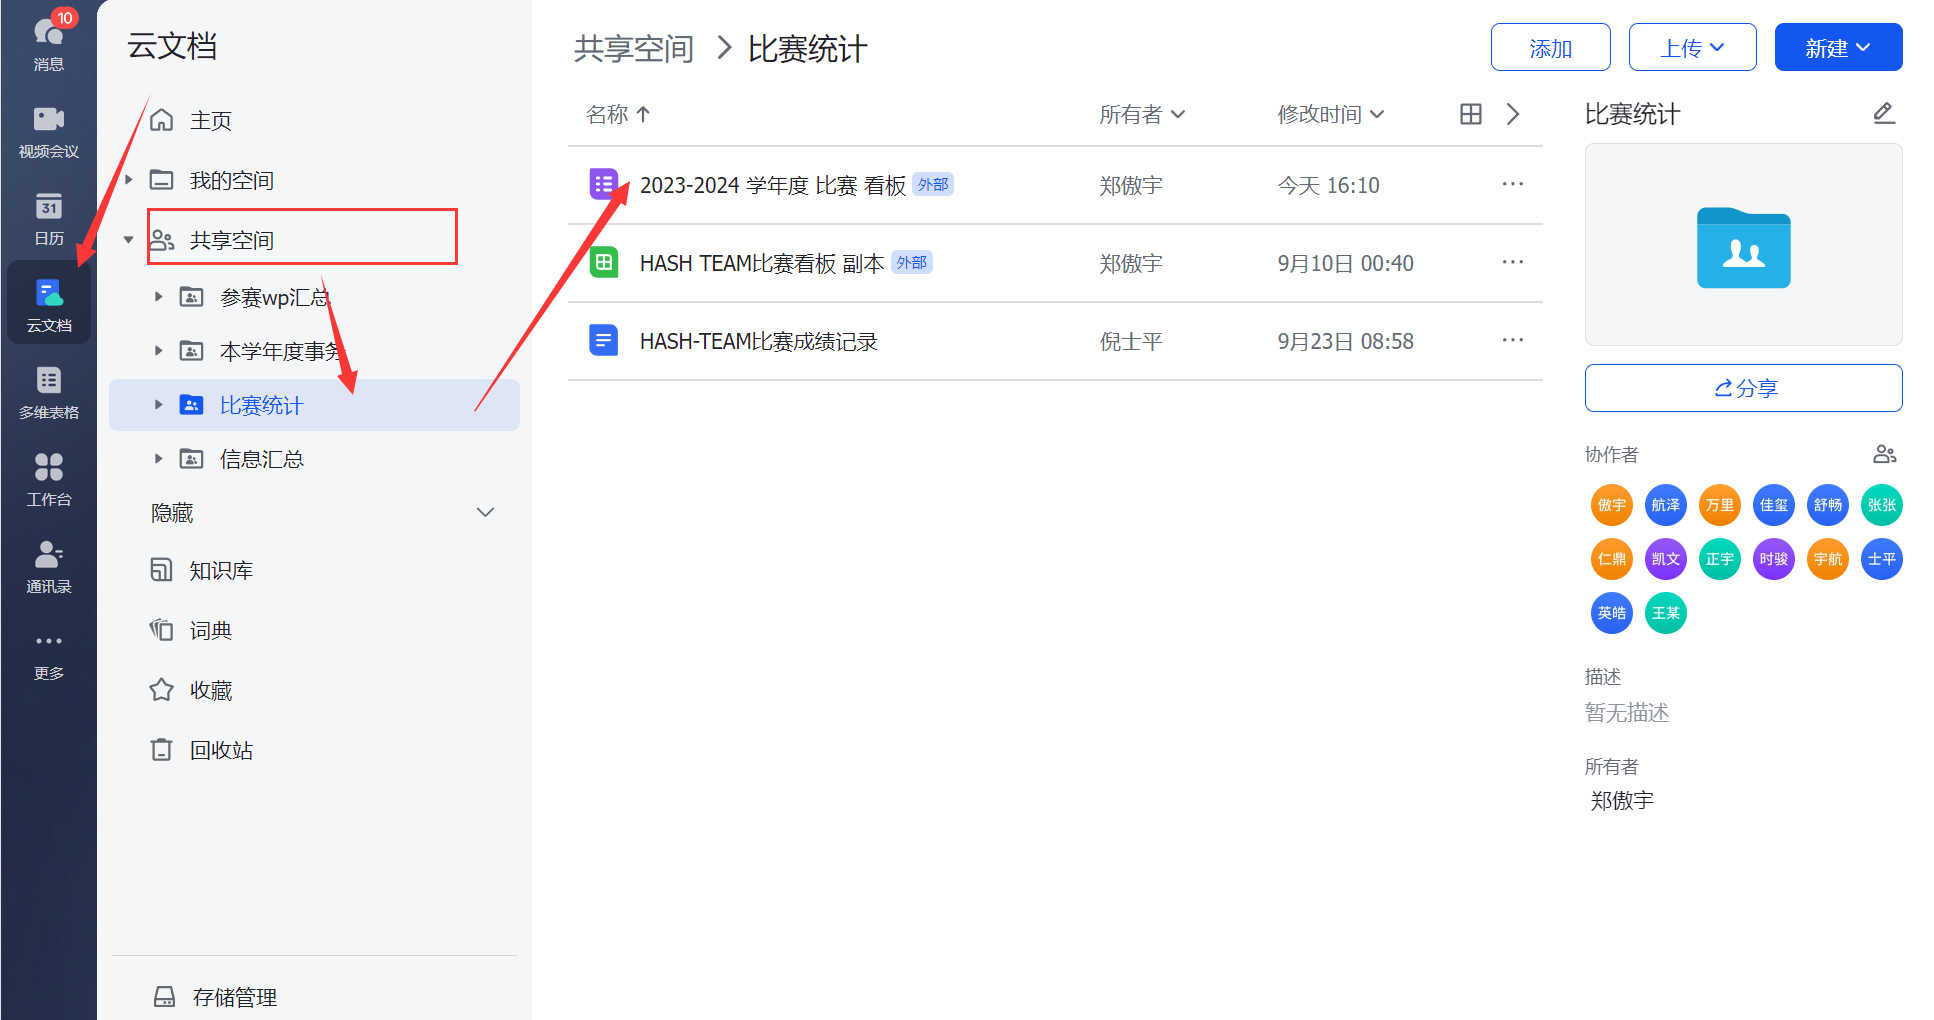 10
消息
视频会议
31
日历
云文档
多维表格
工作台
通讯录
更多
云文档
主页
我的空间
共享空间
参赛wp汇总
本学年度事务
比赛统计
信息汇总
隐藏
知识库
词典
收藏
回收站
存储管理
共享空间 > 比赛统计
添加
上传
新建
名称
所有者
修改时间
2023-2024 学年度 比赛 看板 外部
郑傲宇
今天 16:10
HASH TEAM比赛看板 副本 外部
郑傲宇
9月10日 00:40
HASH-TEAM比赛成绩记录
倪士平
9月23日 08:58
比赛统计
分享
协作者
傲宇 航泽 万里 佳玺 舒畅 张张
仁鼎 凯文 正宇 时骏 宇航 士平
英皓 王某
描述
暂无描述
所有者
郑傲宇